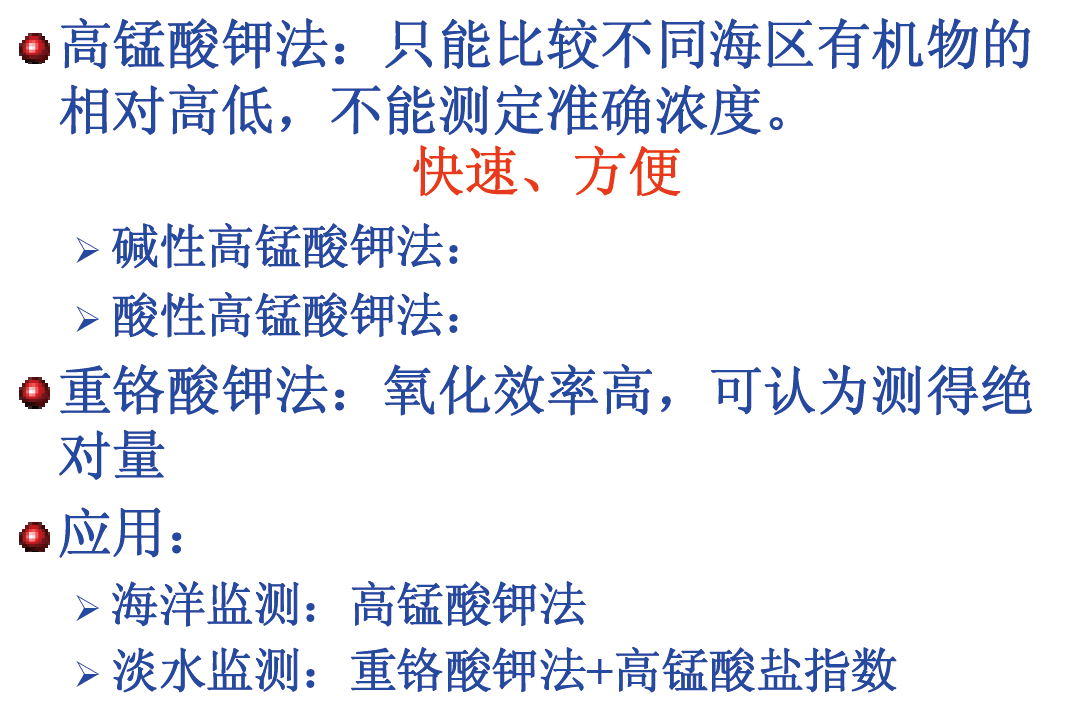 高锰酸钾法：只能比较不同海区有机物的
相对高低，不能测定准确浓度。
快速、方便
碱性高锰酸钾法：
酸性高锰酸钾法：
重铬酸钾法：氧化效率高，可认为测得绝
对量
应用：
海洋监测：高锰酸钾法
淡水监测：重铬酸钾法+高锰酸盐指数